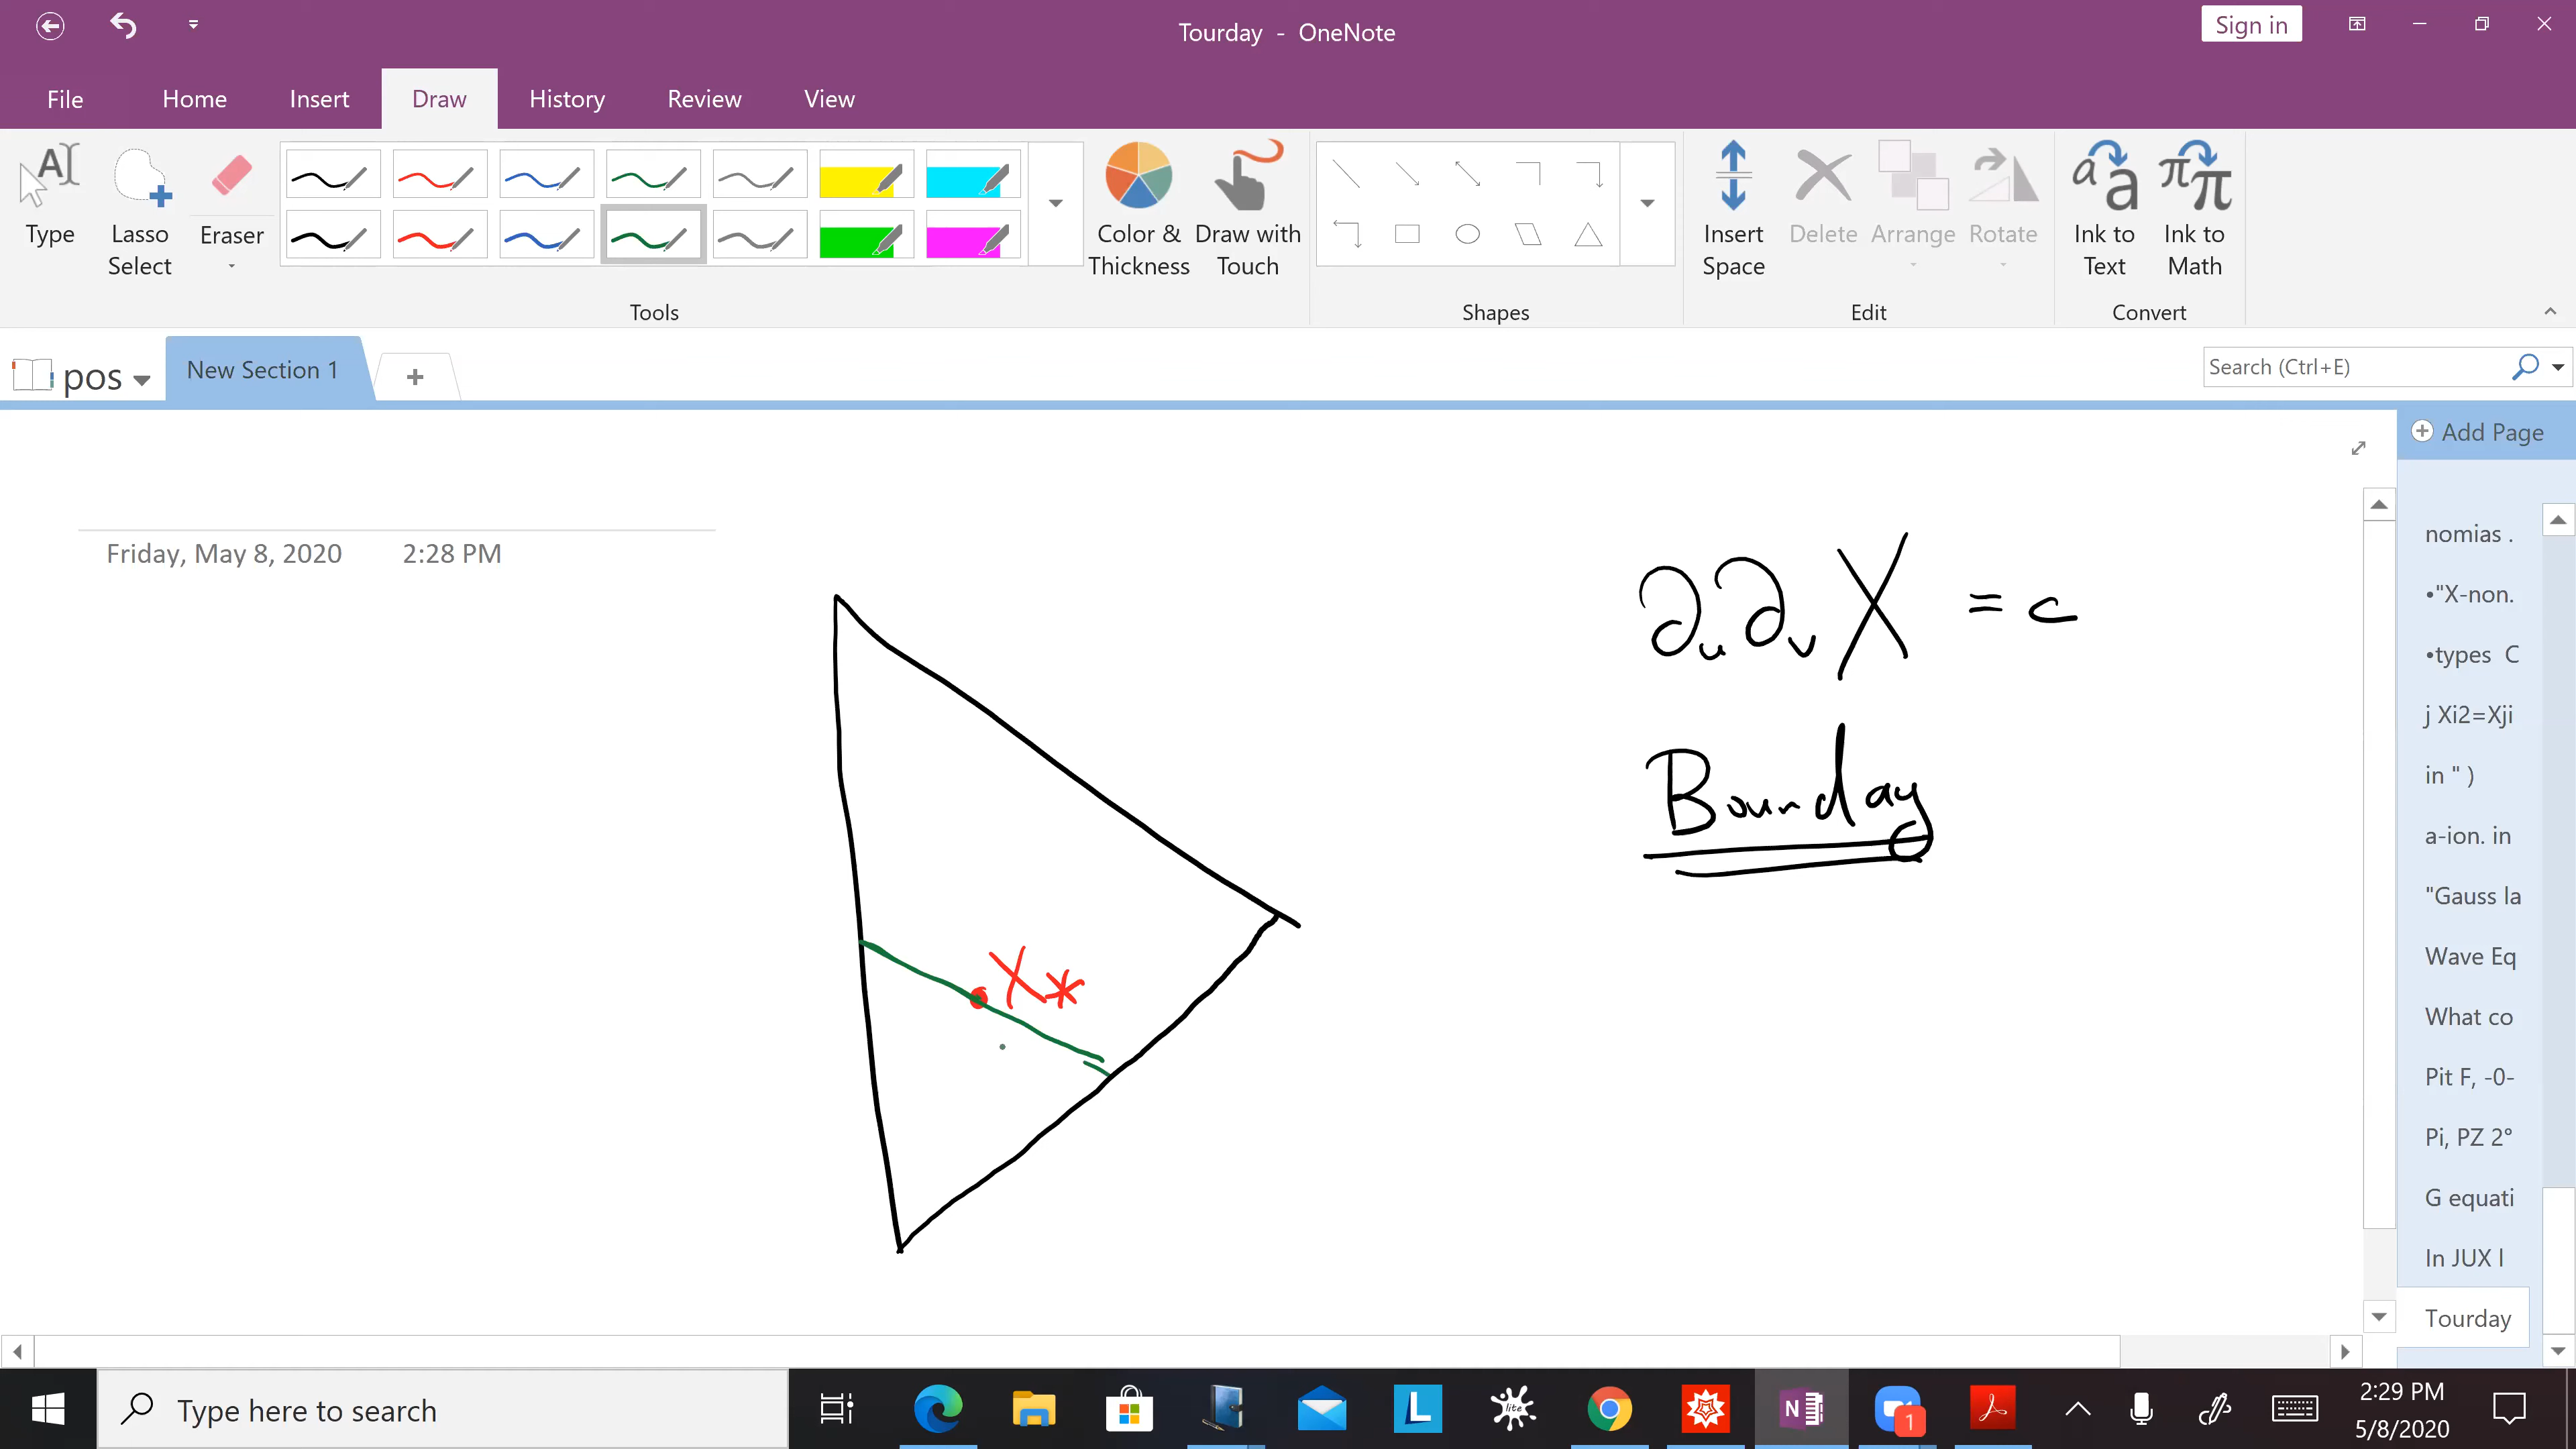 Tourday - OneNote
Sign in
File Home Insert Draw History Review View
Type
Lasso Select
Eraser
Color & Thickness
Draw with Touch
Insert Space
Delete
Arrange
Rotate
Ink to Text
Ink to Math
Tools Shapes Edit Convert
pos
New Section 1
+
Search (Ctrl+E)
Add Page
Friday, May 8, 2020 2:28 PM
∂u∂vX = c
Bounday
X*
nomias .
•"X-non.
•types C
j Xi2=Xji
in " )
a-ion. in
"Gauss la
Wave Eq
What co
Pit F, -0-
Pi, PZ 2°
G equati
In JUX l
Tourday
Type here to search
L
lite
N
1
2:29 PM
5/8/2020